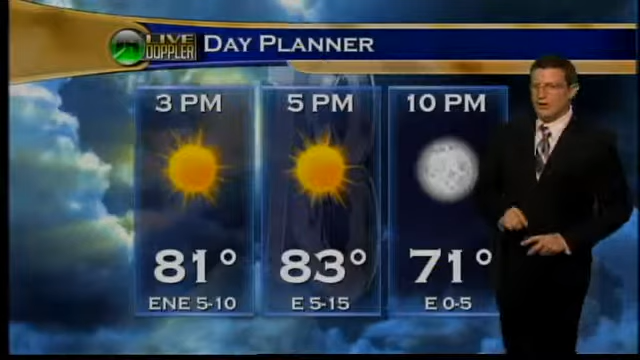 LIVE
DOPPLER
DAY PLANNER
3 PM
5 PM
10 PM
81°
83°
71°
ENE 5-10
E 5-15
E 0-5